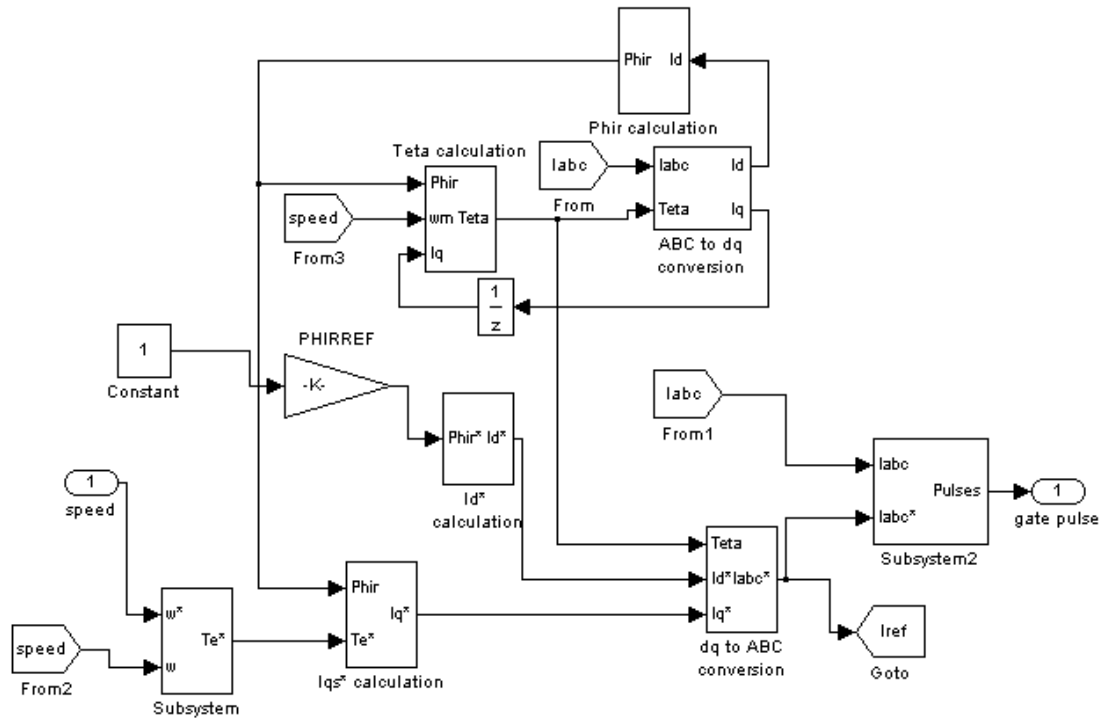 Phir Id
Phir calculation
Teta calculation
Phir
wm Teta
Iq
speed
From3
Iabc
From
Iabc Id
Teta Iq
ABC to dq
conversion
1
z
PHIRREF
1
Constant
-K-
Phir* Id*
Id*
calculation
Iabc
From1
Iabc
Pulses
Iabc*
Subsystem2
1
gate pulse
1
speed
w*
Te*
w
Subsystem
speed
From2
Phir
Iq*
Te*
Iqs* calculation
Teta
Id* Iabc*
Iq*
dq to ABC
conversion
Iref
Goto